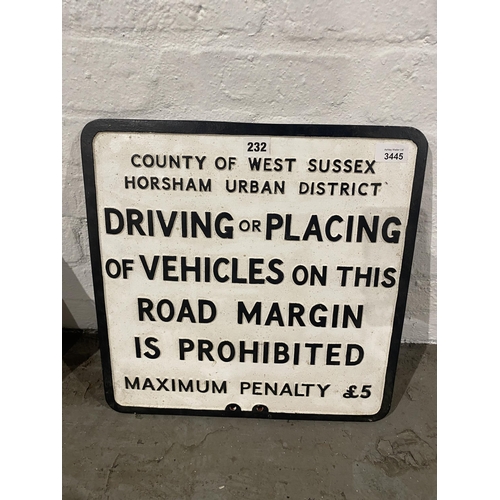 232
3445
COUNTY OF WEST SUSSEX
HORSHAM URBAN DISTRICT
DRIVING OR PLACING
OF VEHICLES ON THIS
ROAD MARGIN
IS PROHIBITED
MAXIMUM PENALTY £5